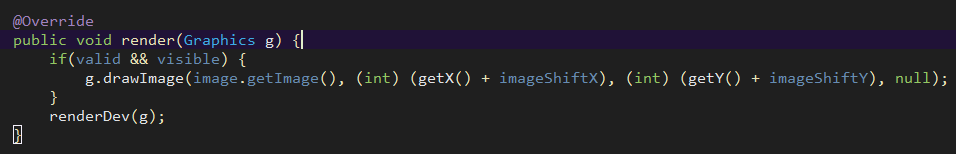 @Override
public void render(Graphics g) {
    if(valid && visible) {
        g.drawImage(image.getImage(), (int) (getX() + imageShiftX), (int) (getY() + imageShiftY), null);
    }
    renderDev(g);
}